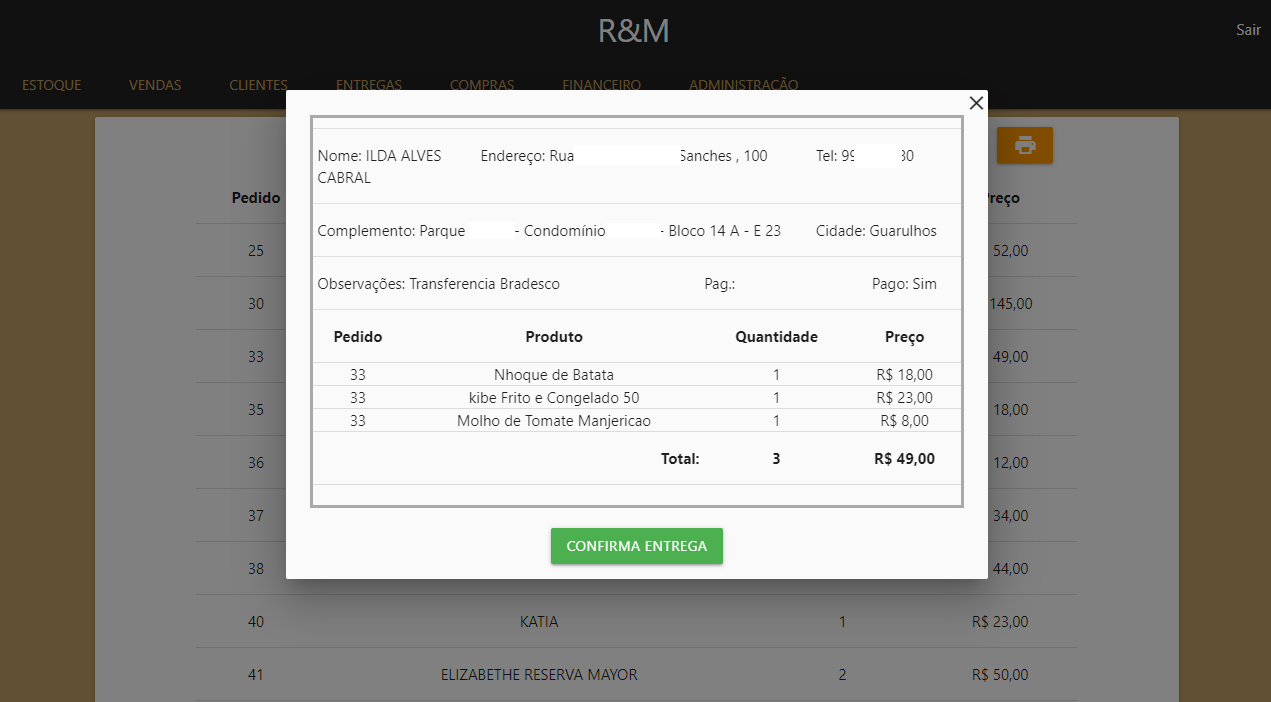 R&M
Sair
ESTOQUE VENDAS CLIENTES ENTREGAS COMPRAS FINANCEIRO ADMINISTRAÇÃO
Nome: ILDA ALVES CABRAL Endereço: Rua Sanches , 100 Tel: 99 80
Complemento: Parque - Condomínio - Bloco 14 A - E 23 Cidade: Guarulhos
Observações: Transferencia Bradesco Pag.: Pago: Sim
Pedido Produto Quantidade Preço
33 Nhoque de Batata 1 R$ 18,00
33 kibe Frito e Congelado 50 1 R$ 23,00
33 Molho de Tomate Manjericao 1 R$ 8,00
Total: 3 R$ 49,00
CONFIRMA ENTREGA
Pedido Preço
25 52,00
30 145,00
33 49,00
35 18,00
36 12,00
37 34,00
38 44,00
40 KATIA 1 R$ 23,00
41 ELIZABETHE RESERVA MAYOR 2 R$ 50,00